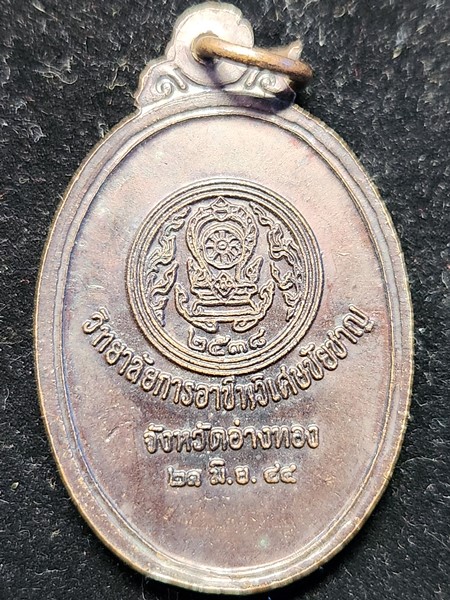 ๒๕๓๘
วิทยาลัยการอาชีพวิเศษชัยชาญ
จังหวัดอ่างทอง
๒๑ มิ.ย. ๔๔